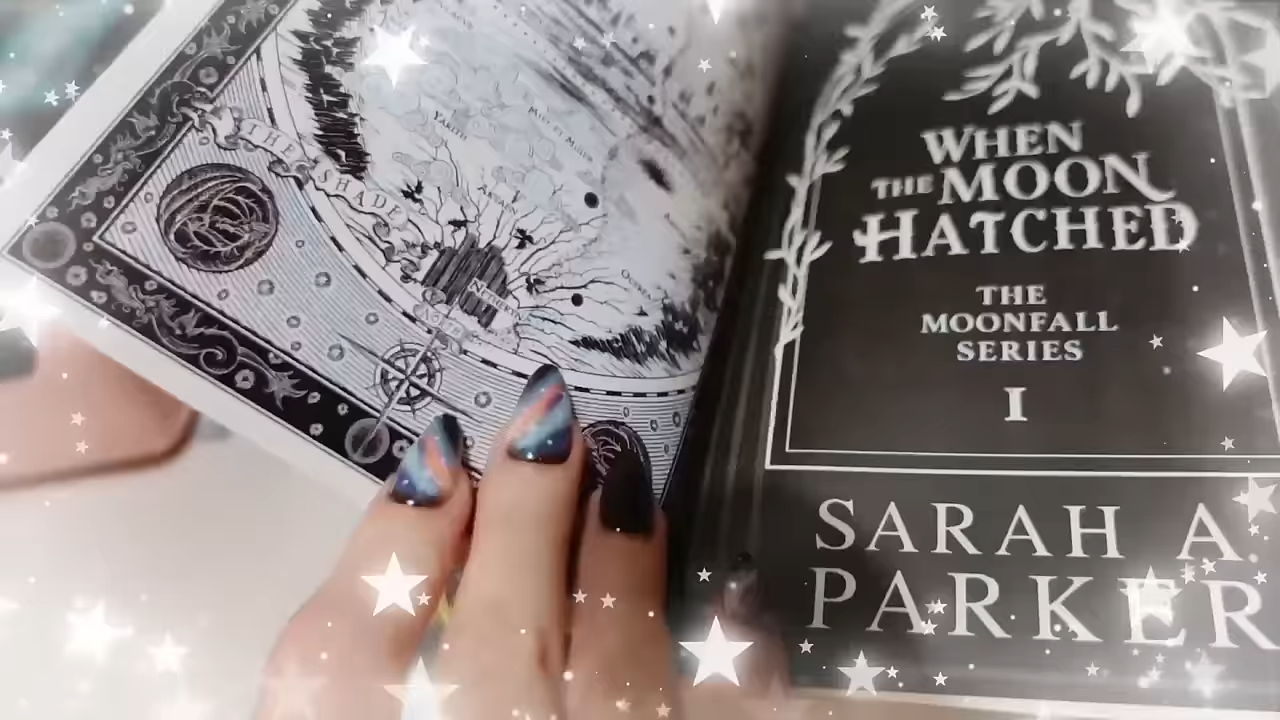 THE SHADE
WHEN
THE MOON
HATCHED
THE
MOONFALL
SERIES
I
SARAH A
PARKER